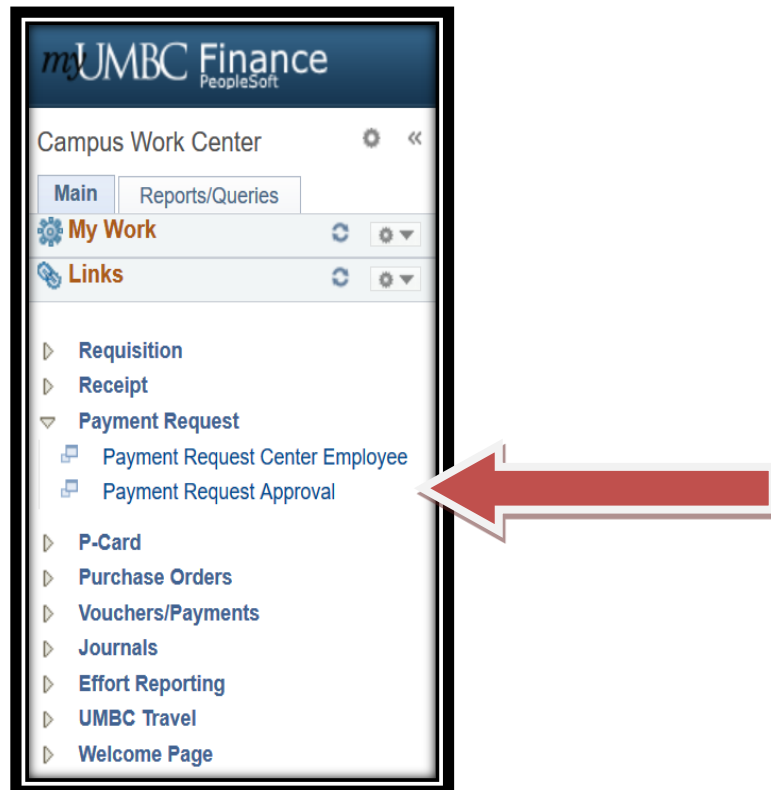 myUMBC Finance
PeopleSoft
Campus Work Center
Main Reports/Queries
My Work
Links
Requisition
Receipt
Payment Request
Payment Request Center Employee
Payment Request Approval
P-Card
Purchase Orders
Vouchers/Payments
Journals
Effort Reporting
UMBC Travel
Welcome Page